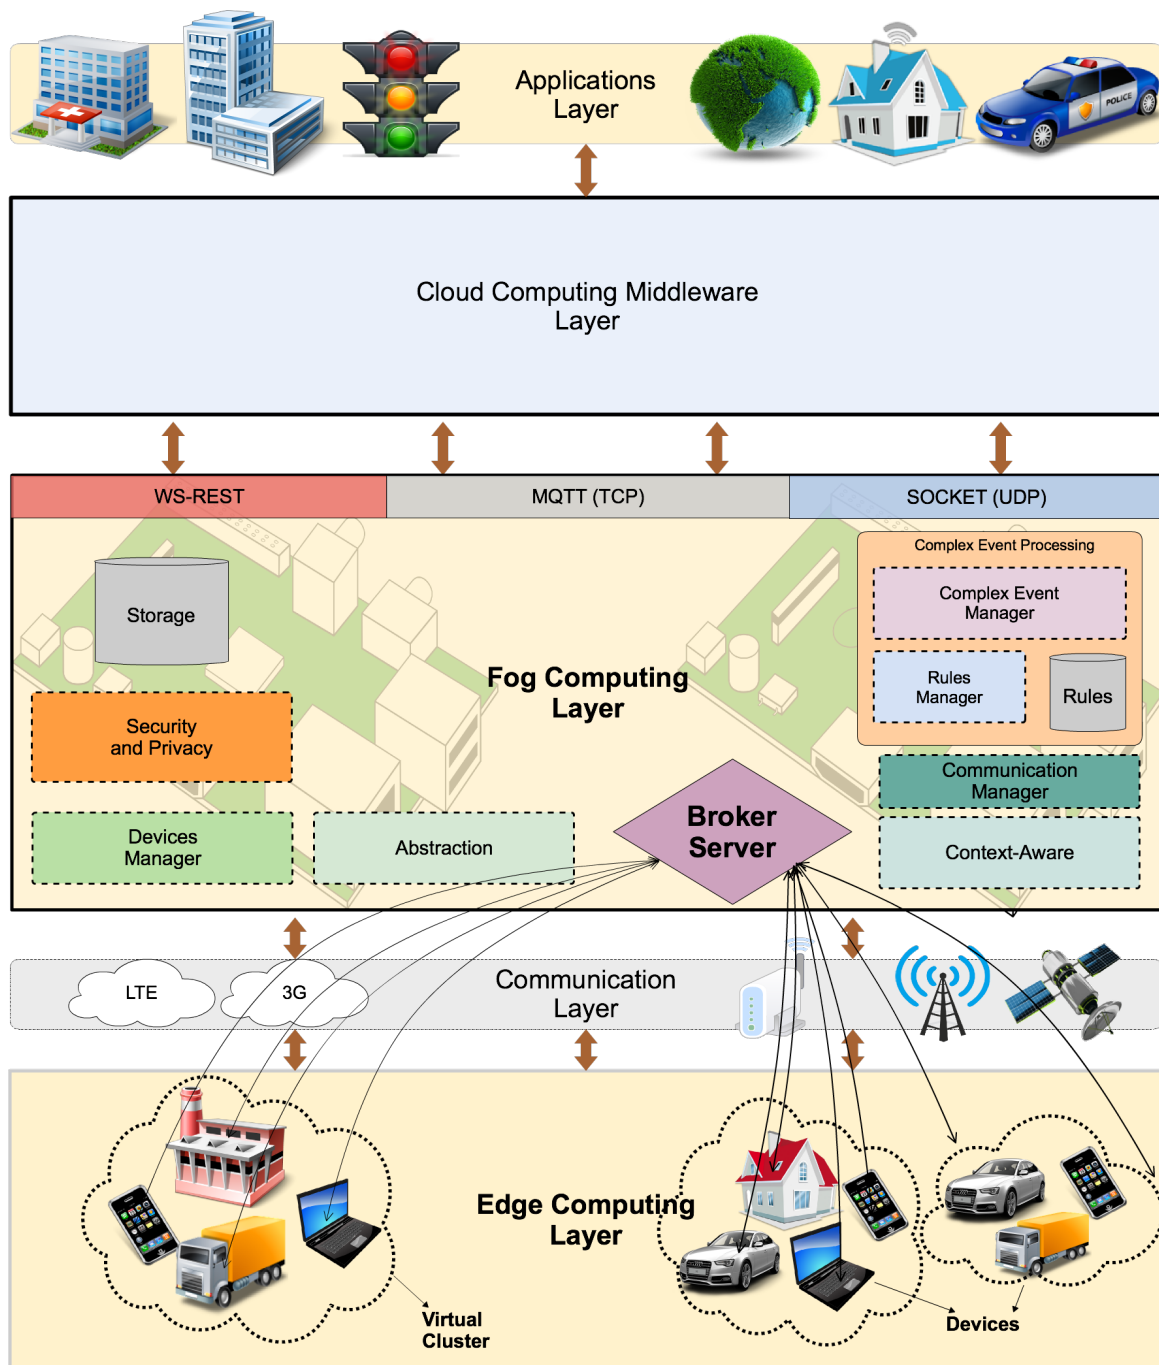 Applications
Layer
POLICE
Cloud Computing Middleware
Layer
WS-REST
MQTT (TCP)
SOCKET (UDP)
Complex Event Processing
Complex Event
Manager
Storage
Rules
Manager
Rules
Fog Computing
Layer
Security
and Privacy
Communication
Manager
Broker
Server
Devices
Manager
Abstraction
Context-Aware
LTE
3G
Communication
Layer
Edge Computing
Layer
Virtual
Cluster
Devices